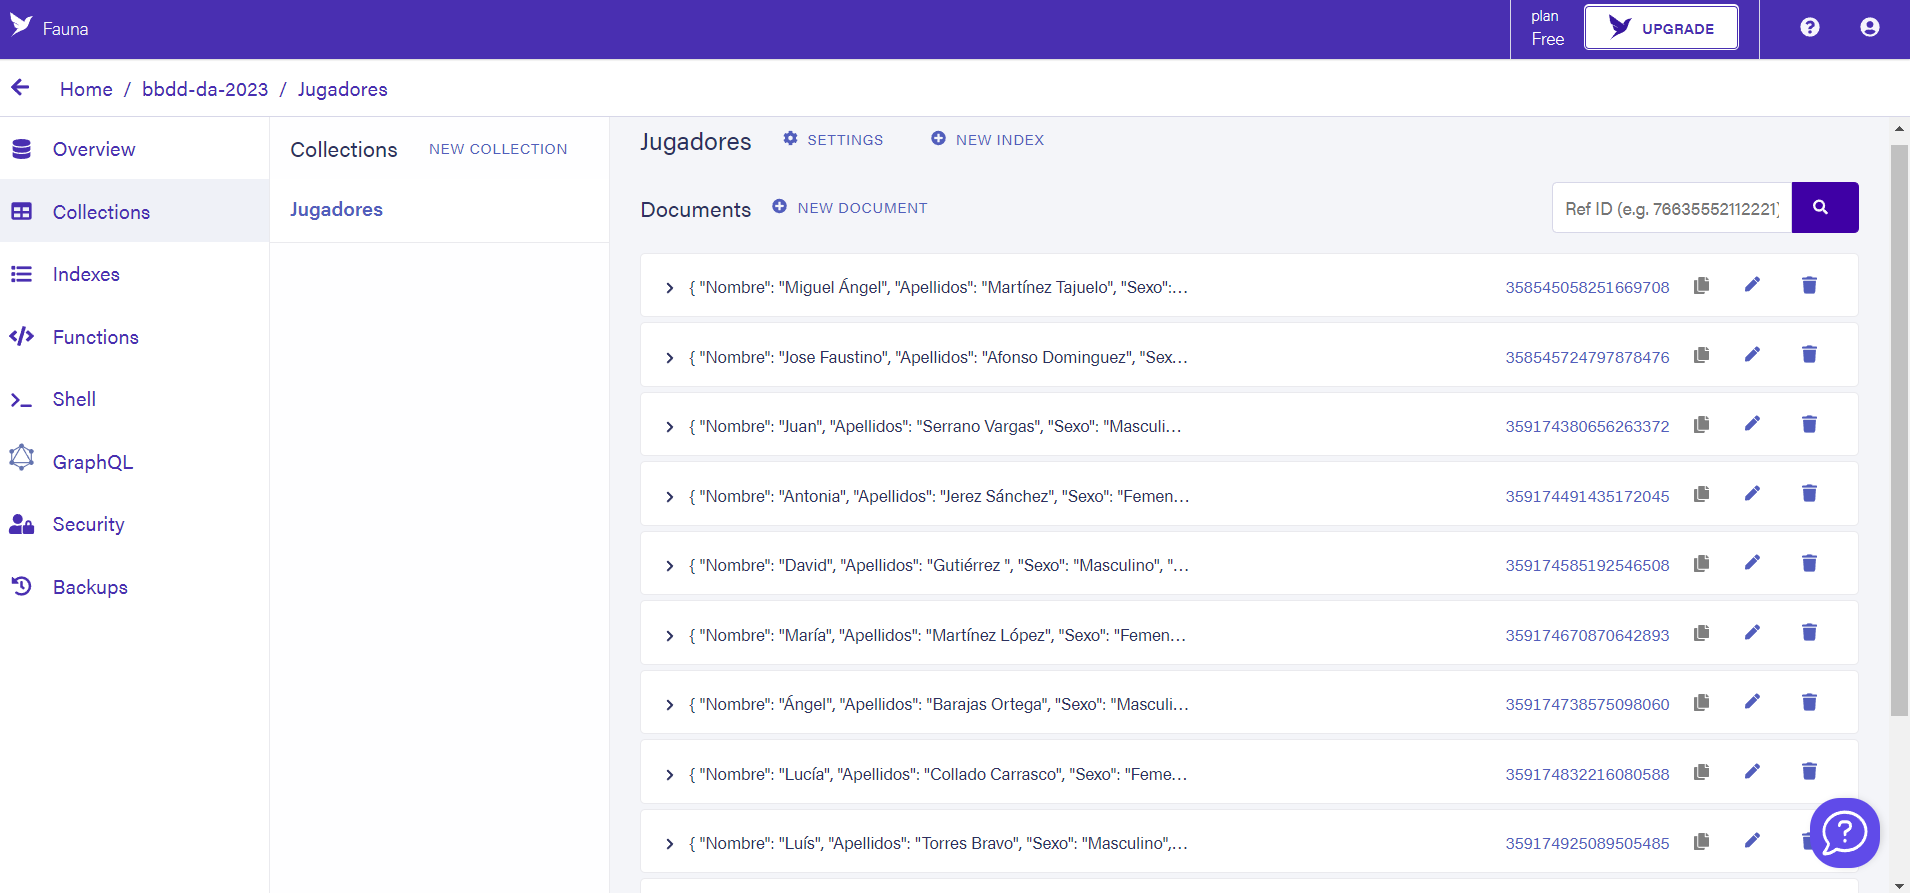 Fauna
plan
Free
UPGRADE
Home / bbdd-da-2023 / Jugadores
Overview
Collections
Indexes
Functions
Shell
GraphQL
Security
Backups
Collections NEW COLLECTION
Jugadores
Jugadores SETTINGS NEW INDEX
Documents NEW DOCUMENT
Ref ID (e.g. 76635552112221)
{ "Nombre": "Miguel Ángel", "Apellidos": "Martínez Tajuelo", "Sexo":... 358545058251669708
{ "Nombre": "Jose Faustino", "Apellidos": "Afonso Dominguez", "Sex... 358545724797878476
{ "Nombre": "Juan", "Apellidos": "Serrano Vargas", "Sexo": "Masculi... 359174380656263372
{ "Nombre": "Antonia", "Apellidos": "Jerez Sánchez", "Sexo": "Femen... 359174491435172045
{ "Nombre": "David", "Apellidos": "Gutiérrez ", "Sexo": "Masculino", "... 359174585192546508
{ "Nombre": "María", "Apellidos": "Martínez López", "Sexo": "Femen... 359174670870642893
{ "Nombre": "Ángel", "Apellidos": "Barajas Ortega", "Sexo": "Masculi... 359174738575098060
{ "Nombre": "Lucía", "Apellidos": "Collado Carrasco", "Sexo": "Feme... 359174832216080588
{ "Nombre": "Luís", "Apellidos": "Torres Bravo", "Sexo": "Masculino",... 359174925089505485